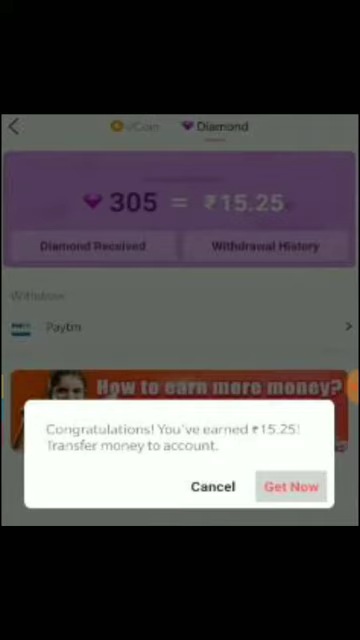 vCoin
Diamond
305 = ₹15.25
Diamond Received
Withdrawal History
Withdraw
Paytm
How to earn more money?
Congratulations! You've earned ₹15.25!
Transfer money to account.
Cancel
Get Now